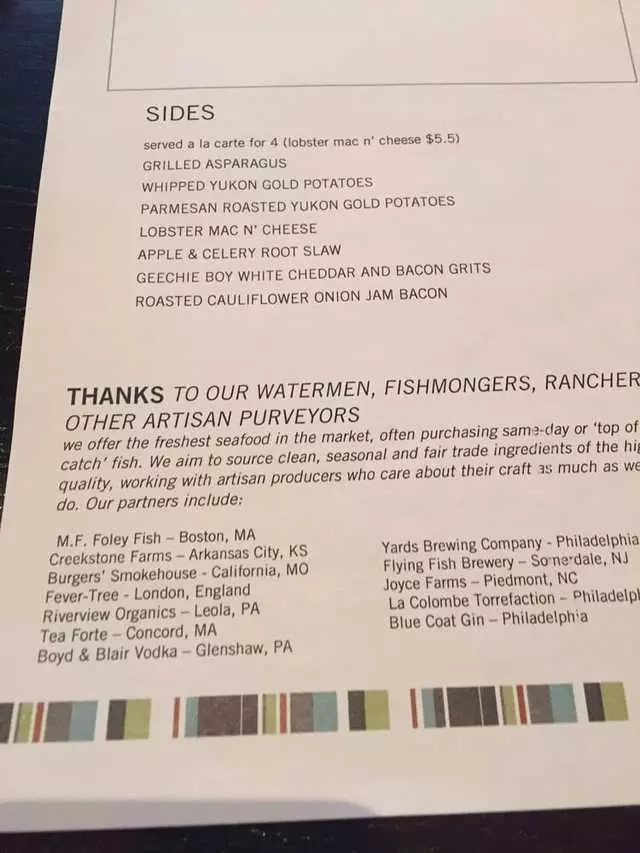 SIDES
served a la carte for 4 (lobster mac n' cheese $5.5)
GRILLED ASPARAGUS
WHIPPED YUKON GOLD POTATOES
PARMESAN ROASTED YUKON GOLD POTATOES
LOBSTER MAC N' CHEESE
APPLE & CELERY ROOT SLAW
GEECHIE BOY WHITE CHEDDAR AND BACON GRITS
ROASTED CAULIFLOWER ONION JAM BACON
THANKS TO OUR WATERMEN, FISHMONGERS, RANCHER
OTHER ARTISAN PURVEYORS
we offer the freshest seafood in the market, often purchasing same-day or 'top of
catch' fish. We aim to source clean, seasonal and fair trade ingredients of the hig
quality, working with artisan producers who care about their craft as much as we
do. Our partners include:
M.F. Foley Fish – Boston, MA
Creekstone Farms – Arkansas City, KS
Burgers' Smokehouse - California, MO
Fever-Tree - London, England
Riverview Organics – Leola, PA
Tea Forte – Concord, MA
Boyd & Blair Vodka – Glenshaw, PA
Yards Brewing Company - Philadelphia
Flying Fish Brewery – Somerdale, NJ
Joyce Farms – Piedmont, NC
La Colombe Torrefaction – Philadelph
Blue Coat Gin – Philadelphia